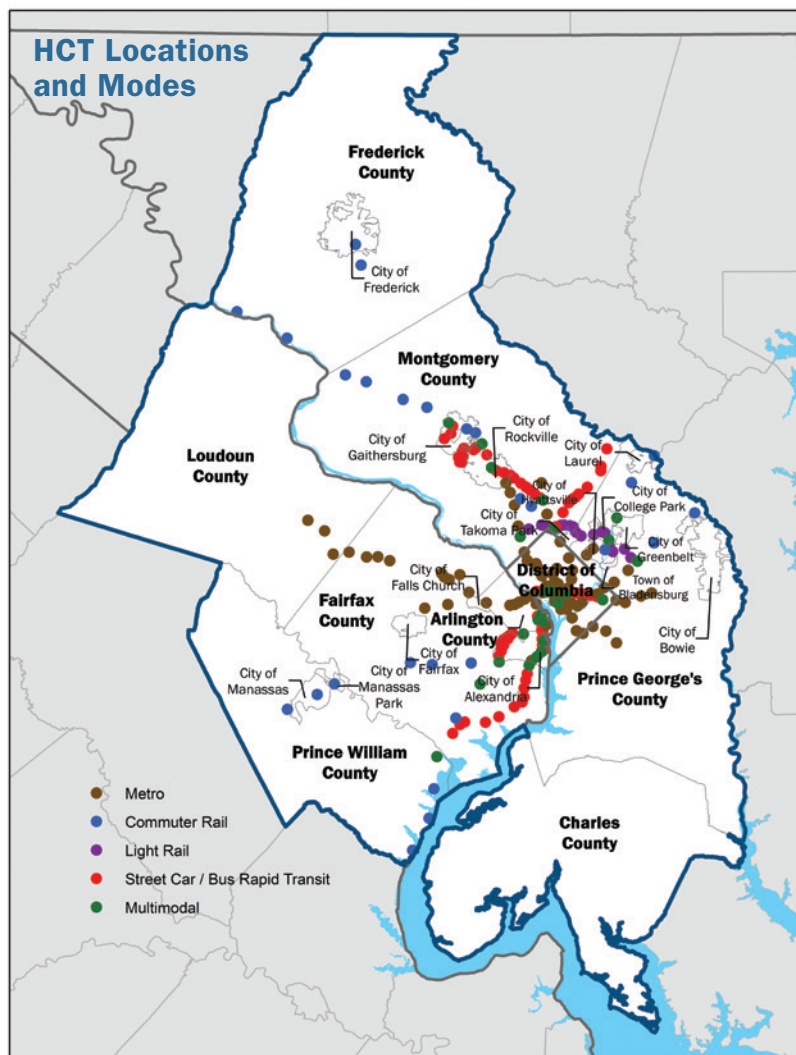 HCT Locations
and Modes
Frederick
County
City of
Frederick
Montgomery
County
City of
Rockville
City of
Gaithersburg
City of
Laurel
Loudoun
County
City of
Hyattsville
City of
College Park
City of
Takoma Park
City of
Greenbelt
City of
Falls Church
District of
Columbia
Town of
Bladensburg
Fairfax
County
Arlington
County
City of
Bowie
City of
Fairfax
City of
Manassas
City of
Manassas
Park
City of
Alexandria
Prince George's
County
Prince William
County
Charles
County
Metro
Commuter Rail
Light Rail
Street Car / Bus Rapid Transit
Multimodal